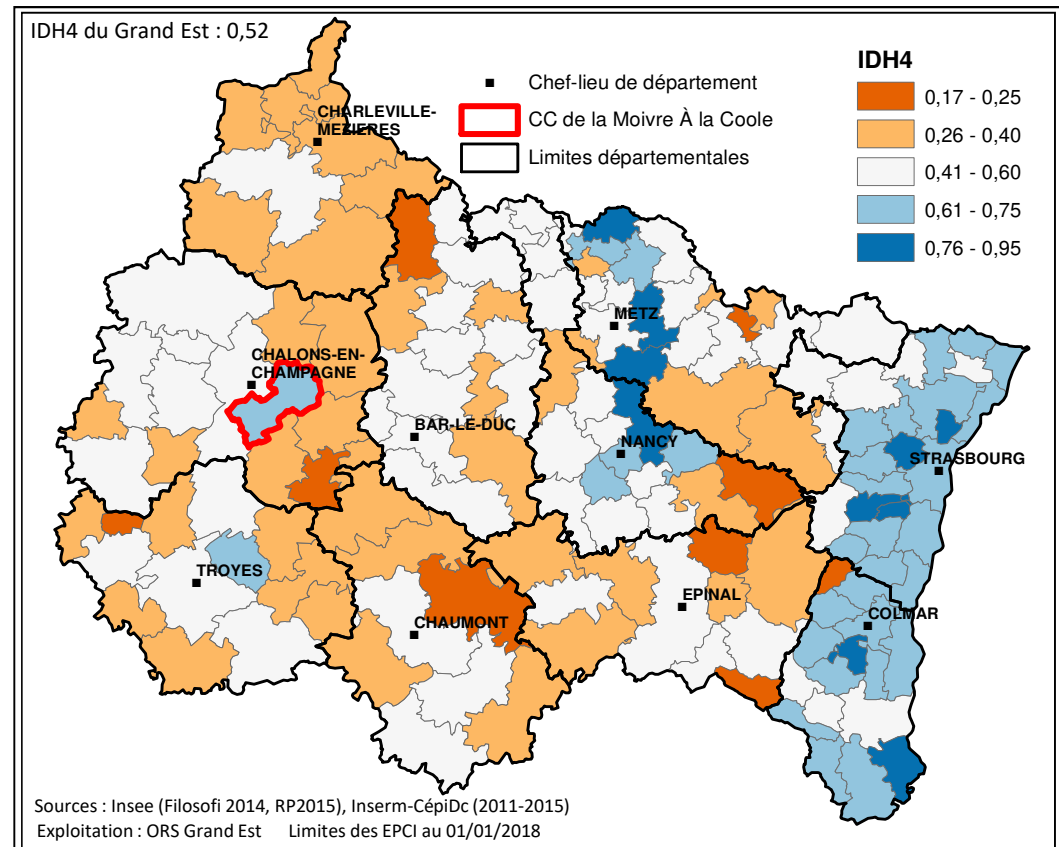 IDH4 du Grand Est : 0,52
Chef-lieu de département
CC de la Moivre À la Coole
Limites départementales
IDH4
0,17 - 0,25
0,26 - 0,40
0,41 - 0,60
0,61 - 0,75
0,76 - 0,95
CHARLEVILLE-
MEZIERES
METZ
CHALONS-EN-
CHAMPAGNE
BAR-LE-DUC
NANCY
STRASBOURG
TROYES
EPINAL
CHAUMONT
COLMAR
Sources : Insee (Filosofi 2014, RP2015), Inserm-CépiDc (2011-2015)
Exploitation : ORS Grand Est Limites des EPCI au 01/01/2018